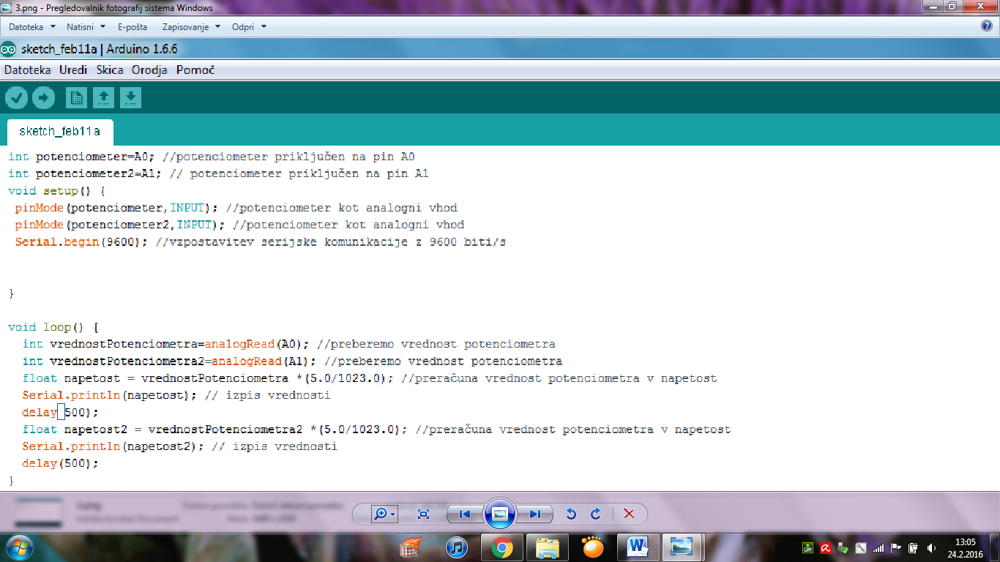 3.png - Pregledovalnik fotografij sistema Windows
Datoteka Natisni E-pošta Zapisovanje Odpri
sketch_feb11a | Arduino 1.6.6
Datoteka Uredi Skica Orodja Pomoč
sketch_feb11a
int potenciometer=A0; //potenciometer priključen na pin A0
int potenciometer2=A1; // potenciometer priključen na pin A1
void setup() {
 pinMode(potenciometer,INPUT); //potenciometer kot analogni vhod
 pinMode(potenciometer2,INPUT); //potenciometer kot analogni vhod
 Serial.begin(9600); //vzpostavitev serijske komunikacije z 9600 biti/s
}
void loop() {
  int vrednostPotenciometra=analogRead(A0); //preberemo vrednost potenciometra
  int vrednostPotenciometra2=analogRead(A1); //preberemo vrednost potenciometra
  float napetost = vrednostPotenciometra *(5.0/1023.0); //preračuna vrednost potenciometra v napetost
  Serial.println(napetost); // izpis vrednosti
  delay(500);
  float napetost2 = vrednostPotenciometra2 *(5.0/1023.0); //preračuna vrednost potenciometra v napetost
  Serial.println(napetost2); // izpis vrednosti
  delay(500);
}
13:05
24.2.2016